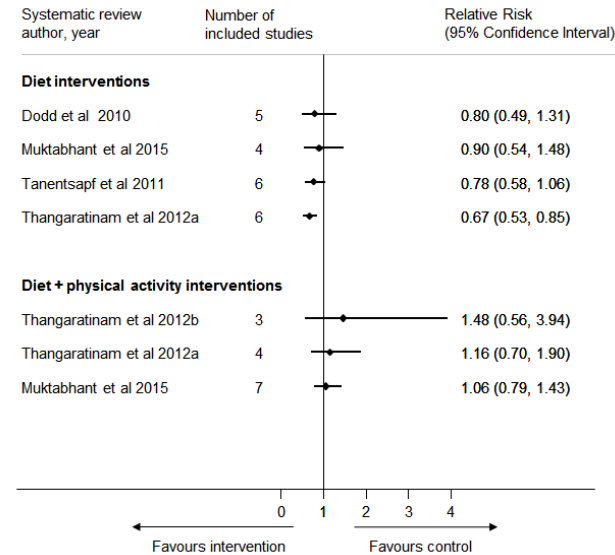 Systematic review Number of Relative Risk
author, year included studies (95% Confidence Interval)
Diet interventions
Dodd et al 2010 5 0.80 (0.49, 1.31)
Muktabhant et al 2015 4 0.90 (0.54, 1.48)
Tanentsapf et al 2011 6 0.78 (0.58, 1.06)
Thangaratinam et al 2012a 6 0.67 (0.53, 0.85)
Diet + physical activity interventions
Thangaratinam et al 2012b 3 1.48 (0.56, 3.94)
Thangaratinam et al 2012a 4 1.16 (0.70, 1.90)
Muktabhant et al 2015 7 1.06 (0.79, 1.43)
0 1 2 3 4
Favours intervention Favours control